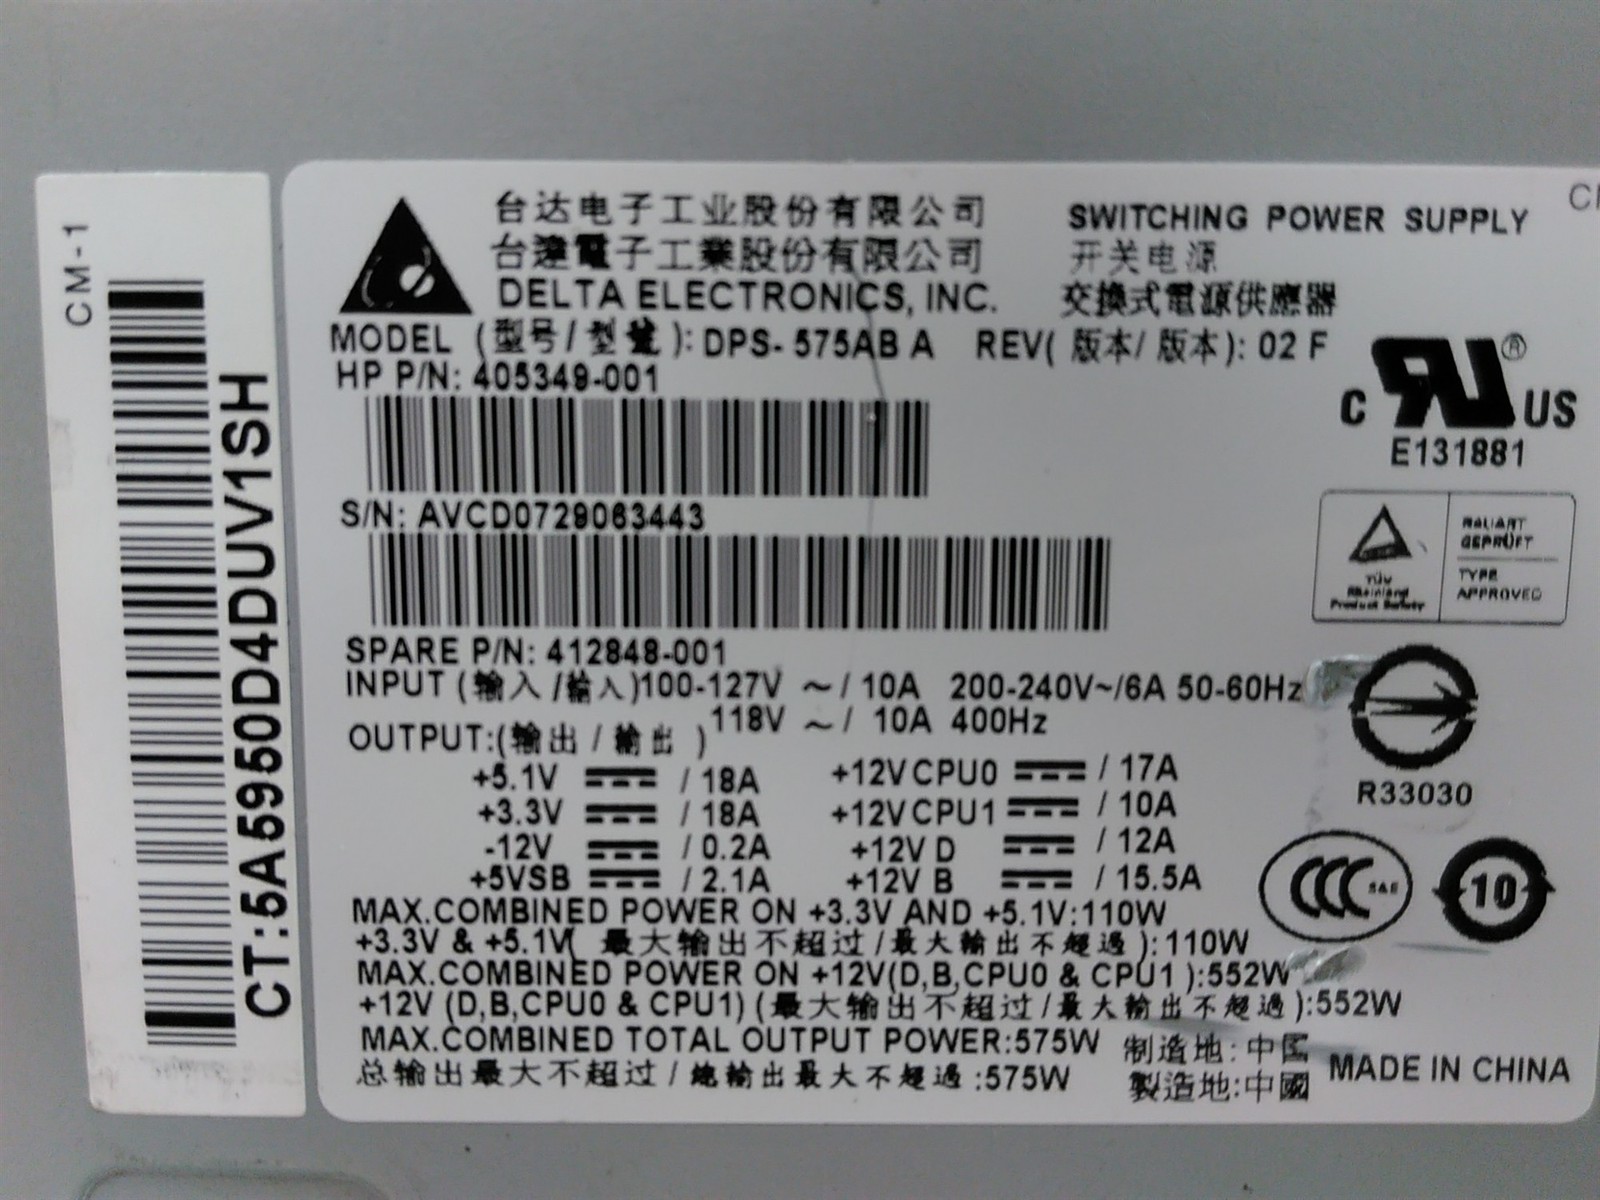 CM-1
CT:5A5950D4DUV1SH
台达电子工业股份有限公司
台達電子工業股份有限公司
DELTA ELECTRONICS, INC.
SWITCHING POWER SUPPLY
开关电源
交換式電源供應器
MODEL (型号/型號): DPS-575AB A REV(版本/版本): 02 F
HP P/N: 405349-001
S/N: AVCD0729063443
SPARE P/N: 412848-001
INPUT (输入/輸入)100-127V ~/ 10A 200-240V~/6A 50-60Hz
118V ~/ 10A 400Hz
OUTPUT:(输出/輸出)
+5.1V ⎓ / 18A +12V CPU0 ⎓ / 17A
+3.3V ⎓ / 18A +12V CPU1 ⎓ / 10A
-12V ⎓ / 0.2A +12V D ⎓ / 12A
+5VSB ⎓ / 2.1A +12V B ⎓ / 15.5A
MAX.COMBINED POWER ON +3.3V AND +5.1V:110W
+3.3V & +5.1V(最大输出不超过/最大輸出不超過):110W
MAX.COMBINED POWER ON +12V(D,B,CPU0 & CPU1 ):552W
+12V (D,B,CPU0 & CPU1) (最大输出不超过/最大輸出不超過):552W
MAX.COMBINED TOTAL OUTPUT POWER:575W
总输出最大不超过/總輸出最大不超過:575W
制造地:中国
製造地:中國
MADE IN CHINA
C RU® US
E131881
TÜV
Rheinland
Product Safety
BAUART
GEPRÜFT
TYPE
APPROVED
R33030
CCC S&E
10